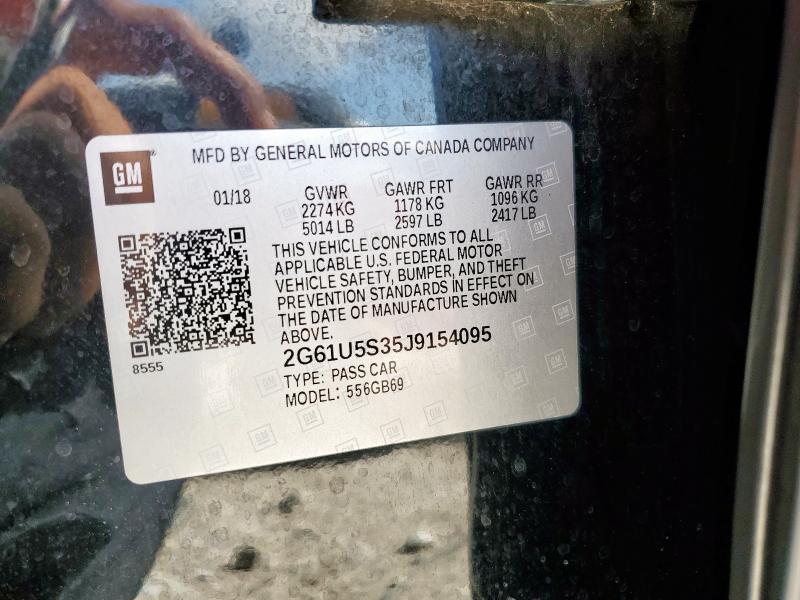 GM
MFD BY GENERAL MOTORS OF CANADA COMPANY
01/18
GVWR
2274 KG
5014 LB
GAWR FRT
1178 KG
2597 LB
GAWR RR
1096 KG
2417 LB
THIS VEHICLE CONFORMS TO ALL
APPLICABLE U.S. FEDERAL MOTOR
VEHICLE SAFETY, BUMPER, AND THEFT
PREVENTION STANDARDS IN EFFECT ON
THE DATE OF MANUFACTURE SHOWN
ABOVE.
2G61U5S35J9154095
TYPE: PASS CAR
MODEL: 556GB69
8555